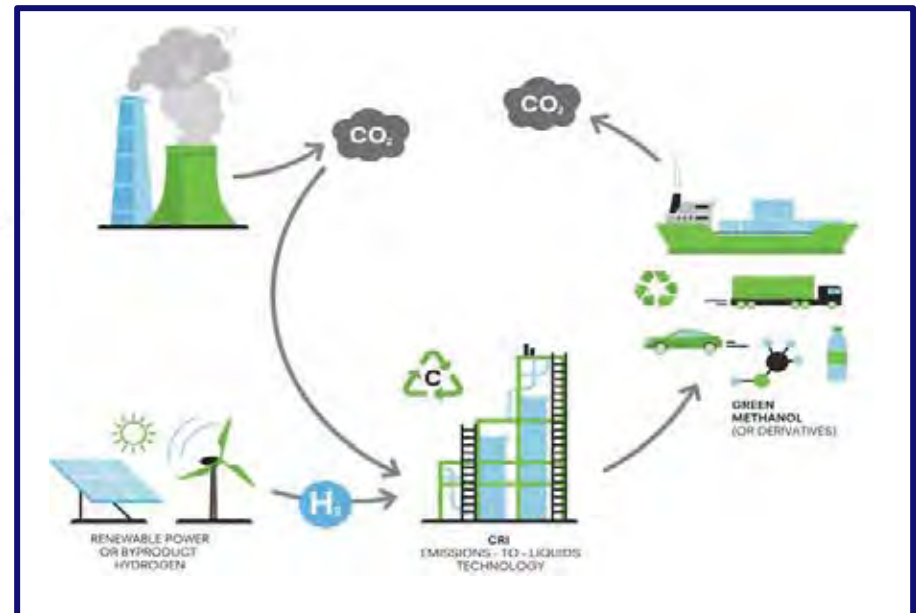 CO₂
CO₂
C
GREEN
METHANOL
(OR DERIVATIVES)
H₂
RENEWABLE POWER
OR BYPRODUCT
HYDROGEN
CRI
EMISSIONS - TO - LIQUIDS
TECHNOLOGY